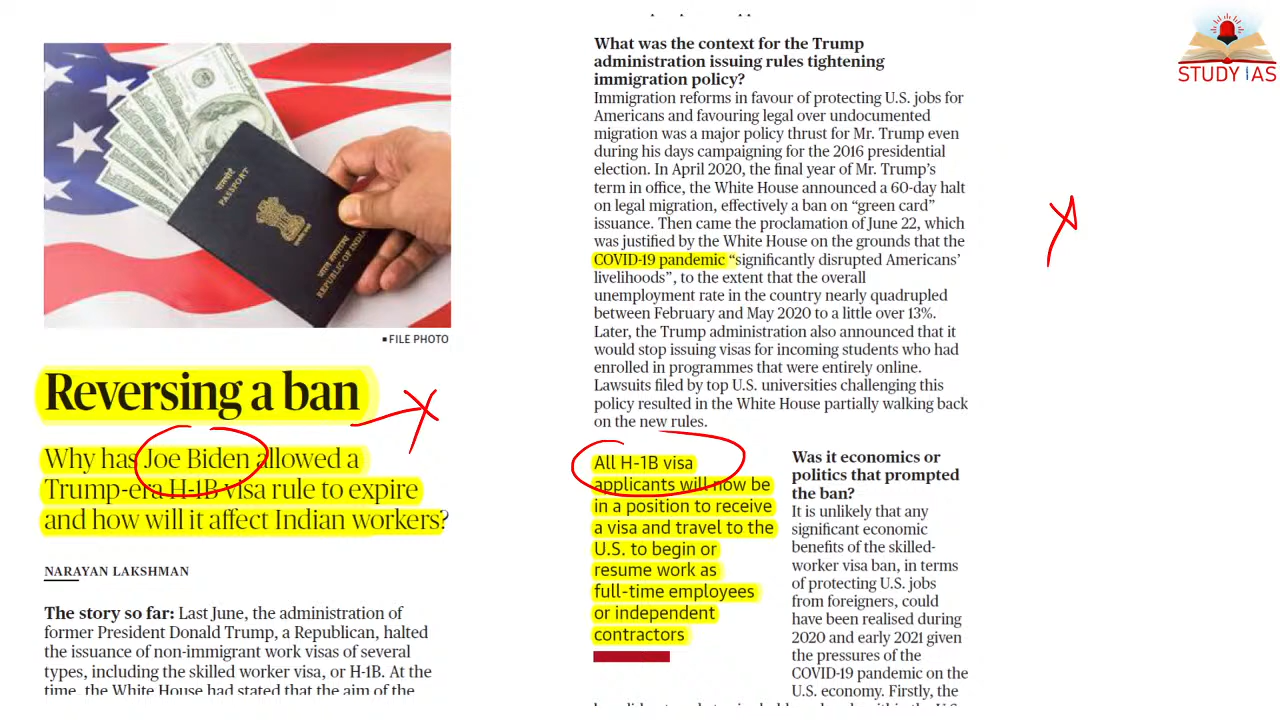 पासपोर्ट
PASSPORT
भारत गणराज्य
REPUBLIC OF INDIA
▪FILE PHOTO
Reversing a ban
Why has Joe Biden allowed a
Trump-era H-1B visa rule to expire
and how will it affect Indian workers?
NARAYAN LAKSHMAN
The story so far: Last June, the administration of
former President Donald Trump, a Republican, halted
the issuance of non-immigrant work visas of several
types, including the skilled worker visa, or H-1B. At the
time, the White House had stated that the aim of the
What was the context for the Trump
administration issuing rules tightening
immigration policy?
Immigration reforms in favour of protecting U.S. jobs for
Americans and favouring legal over undocumented
migration was a major policy thrust for Mr. Trump even
during his days campaigning for the 2016 presidential
election. In April 2020, the final year of Mr. Trump’s
term in office, the White House announced a 60-day halt
on legal migration, effectively a ban on “green card”
issuance. Then came the proclamation of June 22, which
was justified by the White House on the grounds that the
COVID-19 pandemic “significantly disrupted Americans’
livelihoods”, to the extent that the overall
unemployment rate in the country nearly quadrupled
between February and May 2020 to a little over 13%.
Later, the Trump administration also announced that it
would stop issuing visas for incoming students who had
enrolled in programmes that were entirely online.
Lawsuits filed by top U.S. universities challenging this
policy resulted in the White House partially walking back
on the new rules.
All H-1B visa
applicants will now be
in a position to receive
a visa and travel to the
U.S. to begin or
resume work as
full-time employees
or independent
contractors
Was it economics or
politics that prompted
the ban?
It is unlikely that any
significant economic
benefits of the skilled-
worker visa ban, in terms
of protecting U.S. jobs
from foreigners, could
have been realised during
2020 and early 2021 given
the pressures of the
COVID-19 pandemic on the
U.S. economy. Firstly, the
STUDY IAS